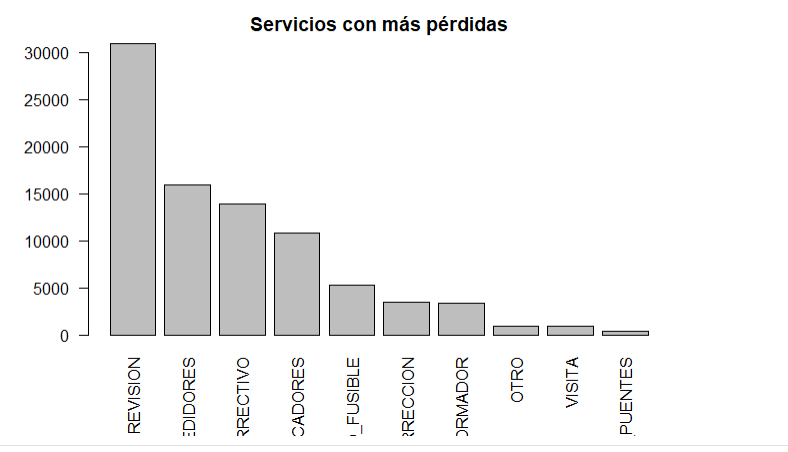 Servicios con más pérdidas
30000
25000
20000
15000
10000
5000
0
REVISION
EDIDORES
RRECTIVO
CADORES
_FUSIBLE
RRECCION
ORMADOR
OTRO
VISITA
PUENTES